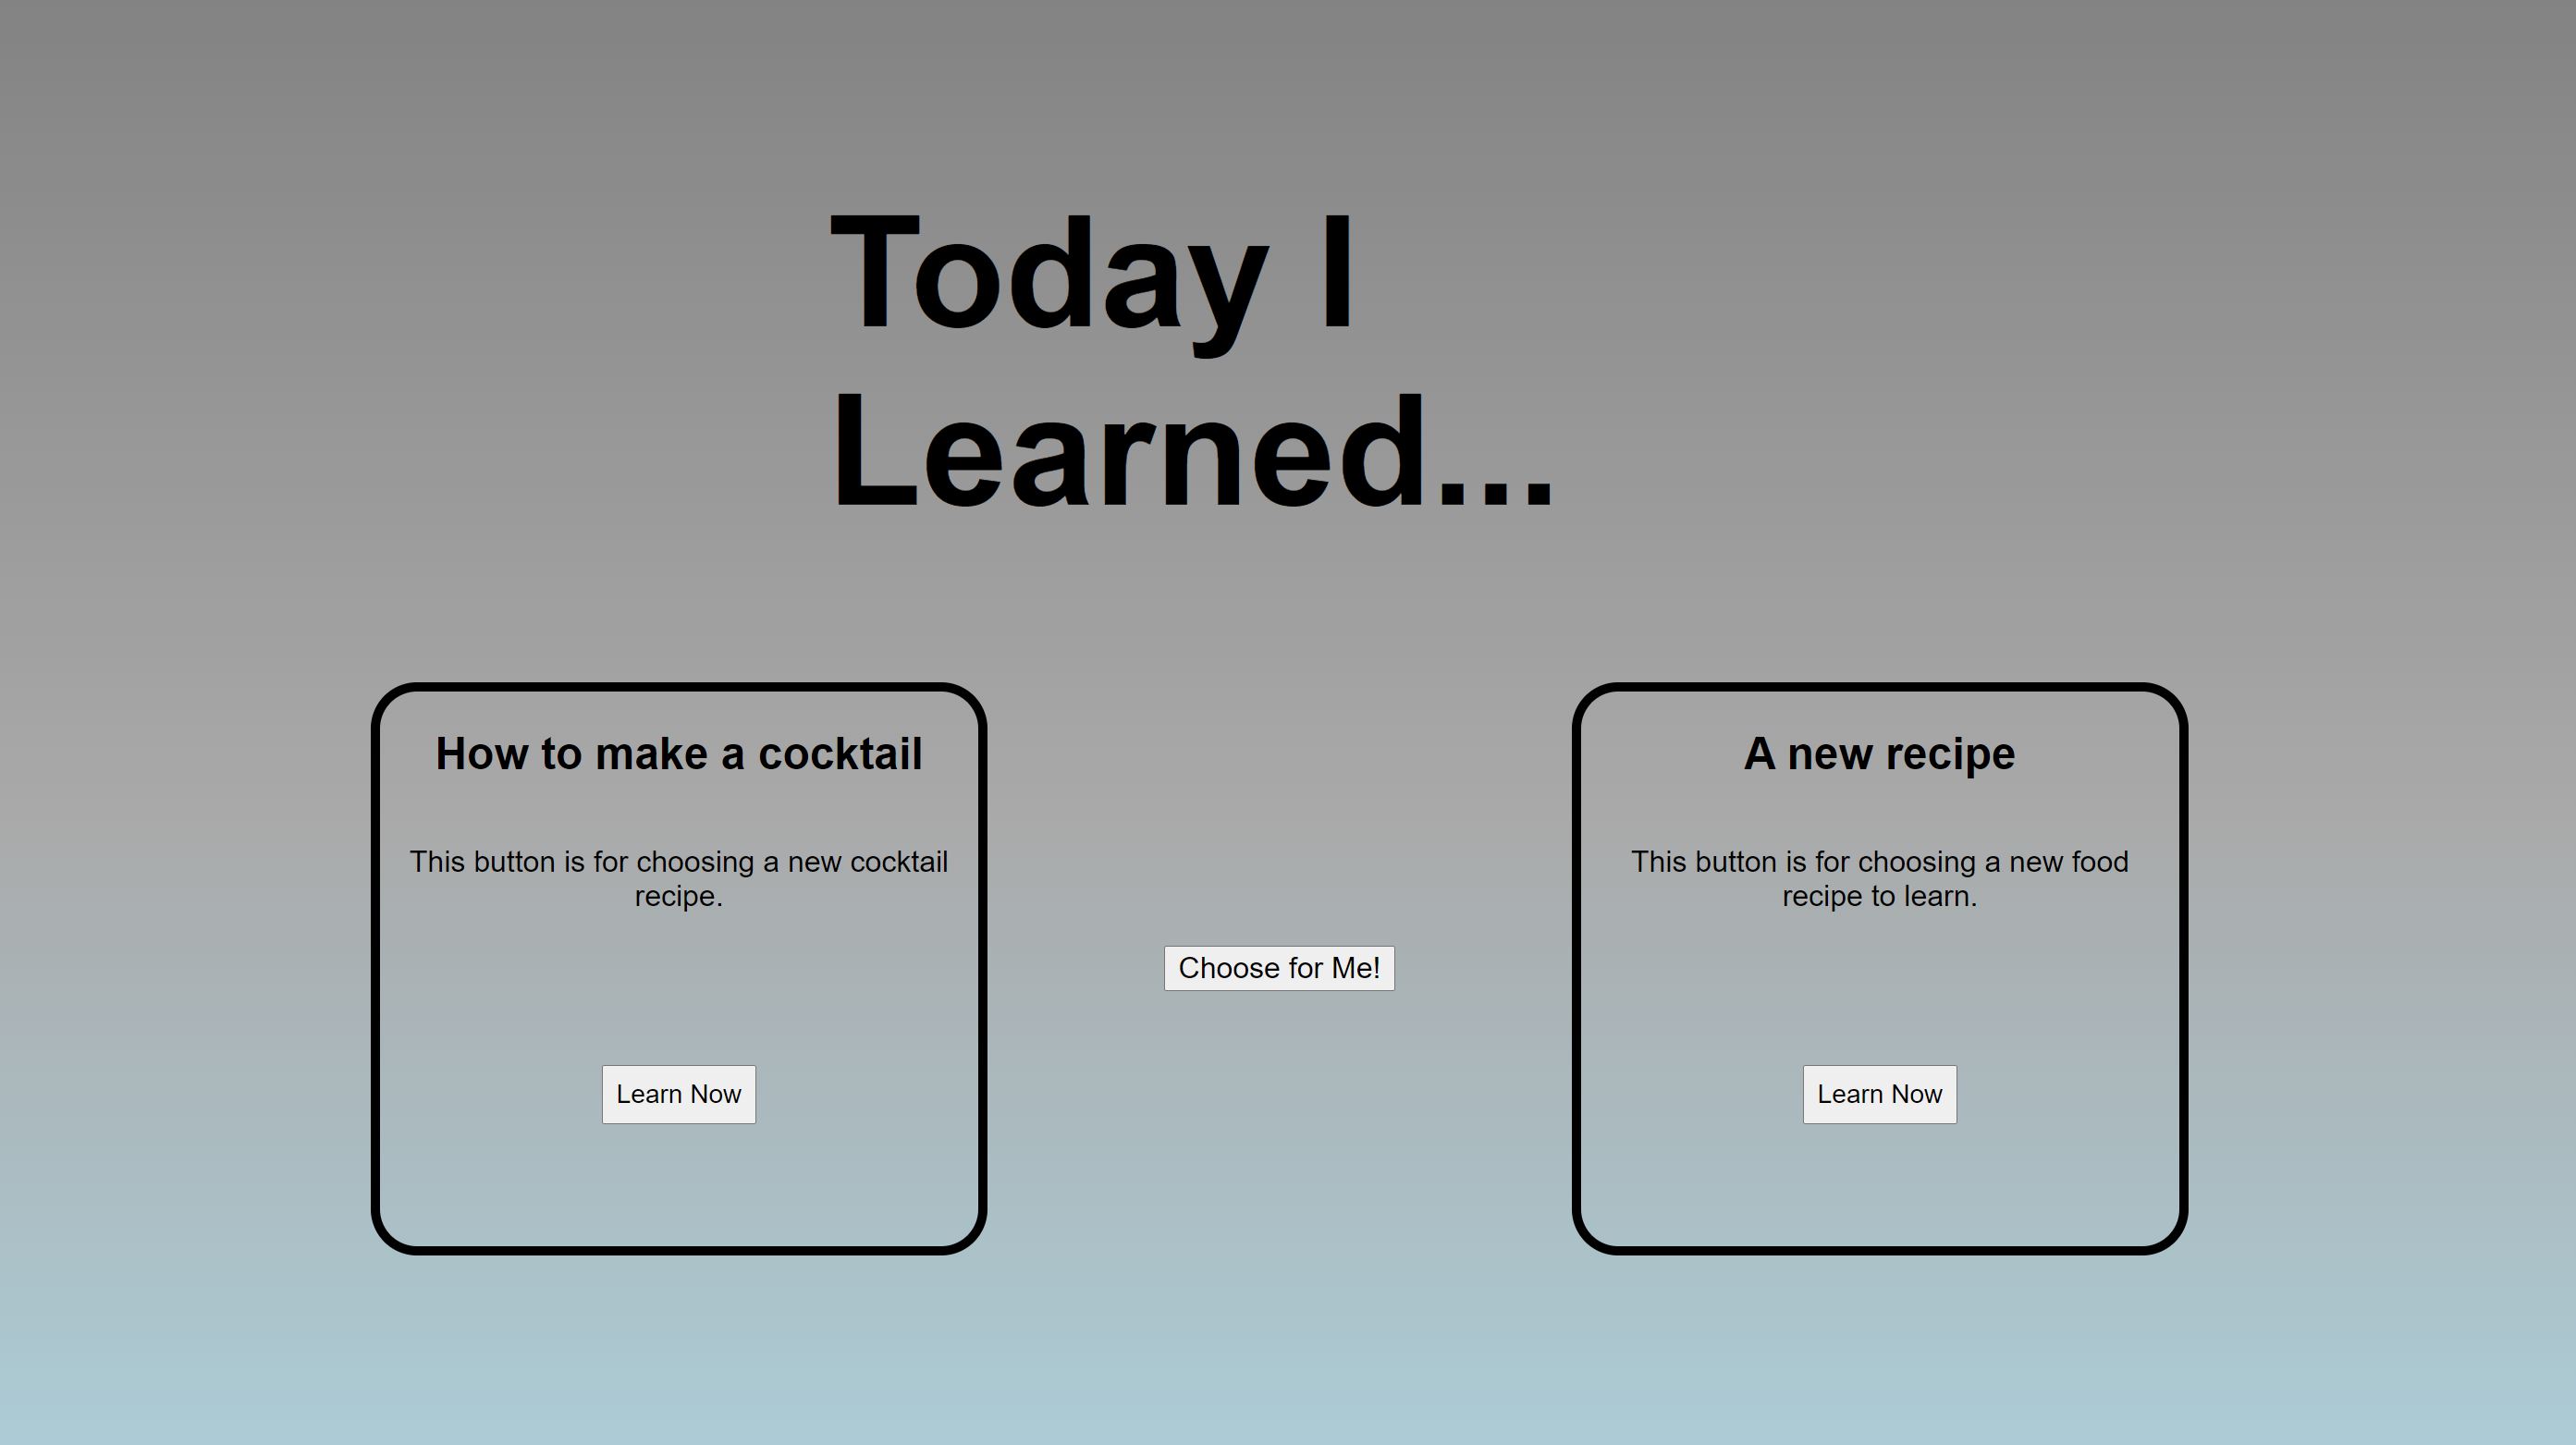 Today I
Learned...
How to make a cocktail
This button is for choosing a new cocktail
recipe.
Learn Now
Choose for Me!
A new recipe
This button is for choosing a new food
recipe to learn.
Learn Now